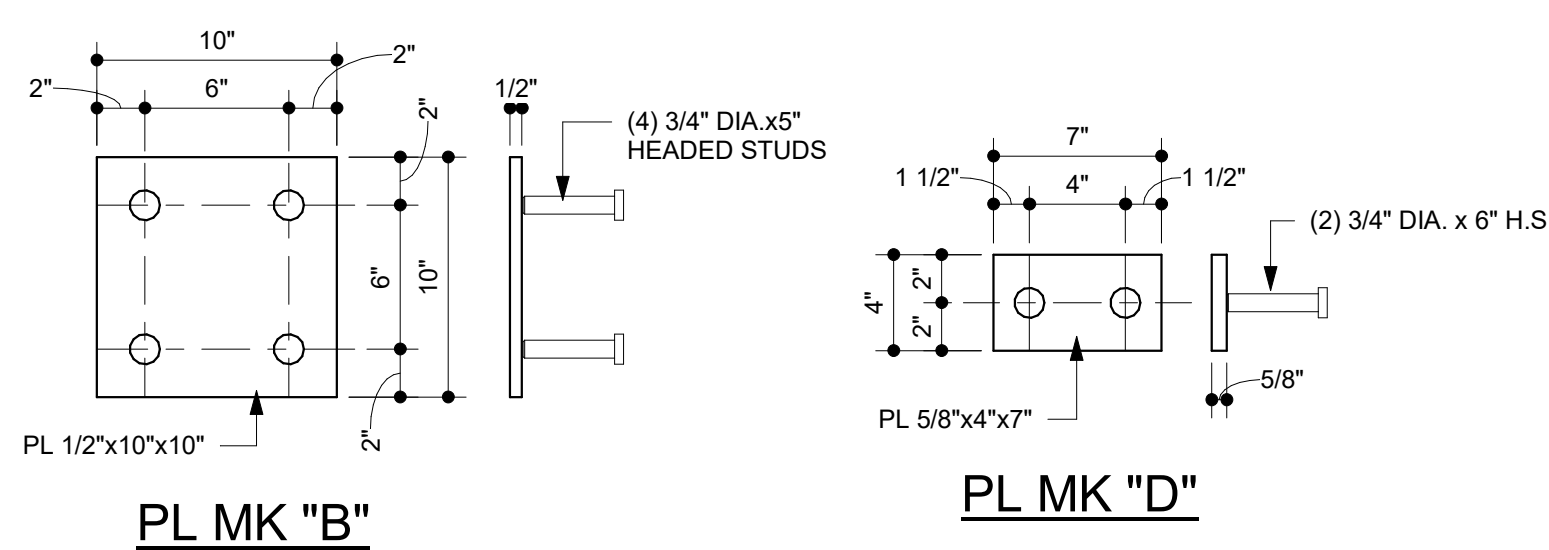 10"
2"
6"
2"
2"
6"
10"
2"
1/2"
(4) 3/4" DIA.x5"
HEADED STUDS
PL 1/2"x10"x10"
PL MK "B"
7"
1 1/2"
4"
1 1/2"
4"
2"
2"
(2) 3/4" DIA. x 6" H.S
5/8"
PL 5/8"x4"x7"
PL MK "D"